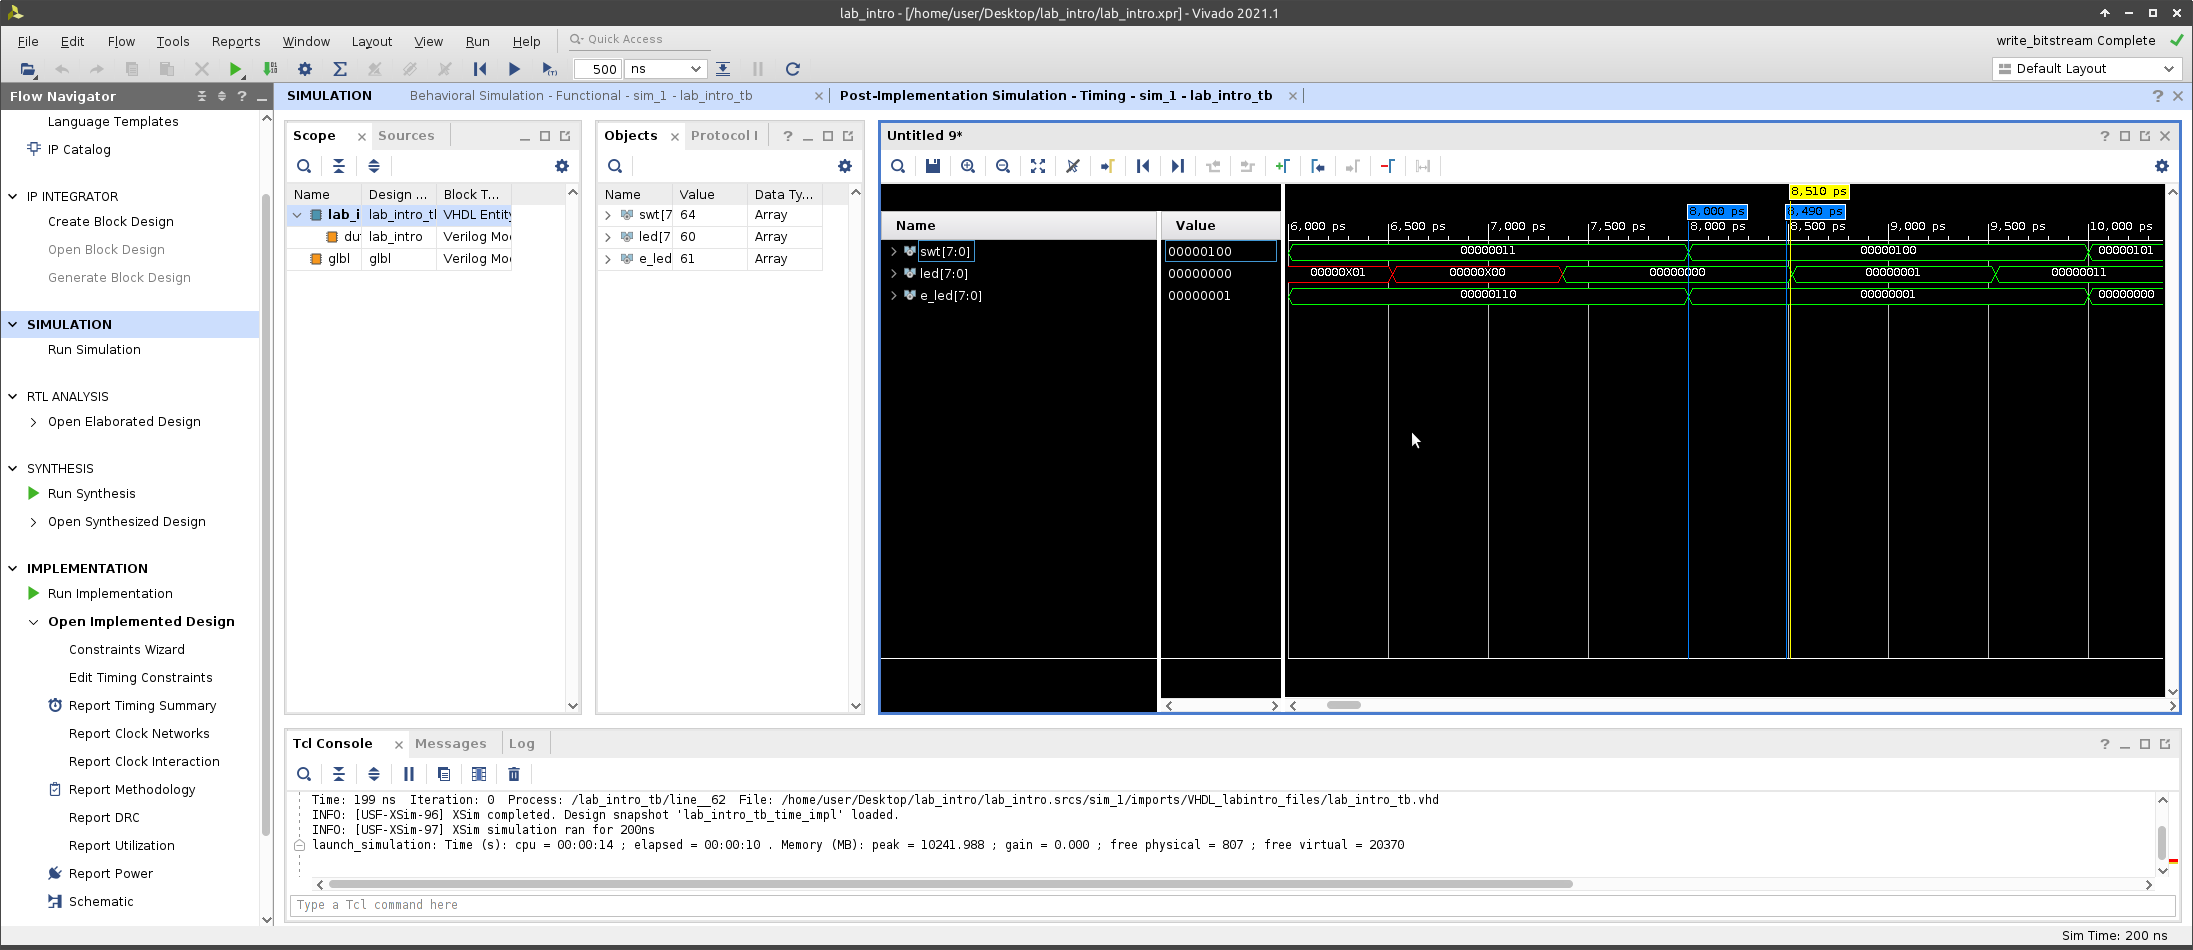 lab_intro - [/home/user/Desktop/lab_intro/lab_intro.xpr] - Vivado 2021.1
File Edit Flow Tools Reports Window Layout View Run Help Quick Access
write_bitstream Complete
500 ns
Default Layout
Flow Navigator
Language Templates
IP Catalog
IP INTEGRATOR
Create Block Design
Open Block Design
Generate Block Design
SIMULATION
Run Simulation
RTL ANALYSIS
Open Elaborated Design
SYNTHESIS
Run Synthesis
Open Synthesized Design
IMPLEMENTATION
Run Implementation
Open Implemented Design
Constraints Wizard
Edit Timing Constraints
Report Timing Summary
Report Clock Networks
Report Clock Interaction
Report Methodology
Report DRC
Report Utilization
Report Power
Schematic
SIMULATION Behavioral Simulation - Functional - sim_1 - lab_intro_tb Post-Implementation Simulation - Timing - sim_1 - lab_intro_tb
Scope Sources
Name Design ... Block T...
lab_i lab_intro_tl VHDL Entity
du lab_intro Verilog Mo
glbl glbl Verilog Mo
Objects Protocol I
Name Value Data Ty...
swt[7 64 Array
led[7 60 Array
e_led 61 Array
Untitled 9*
8,510 ps
8,000 ps 8,490 ps
Name Value
6,000 ps 6,500 ps 7,000 ps 7,500 ps 8,000 ps 8,500 ps 9,000 ps 9,500 ps 10,000 ps
swt[7:0] 00000100 00000011 00000100 00000101
led[7:0] 00000000 00000X01 00000X00 00000000 00000001 00000011
e_led[7:0] 00000001 00000110 00000001 00000000
Tcl Console Messages Log
Time: 199 ns Iteration: 0 Process: /lab_intro_tb/line__62 File: /home/user/Desktop/lab_intro/lab_intro.srcs/sim_1/imports/VHDL_labintro_files/lab_intro_tb.vhd
INFO: [USF-XSim-96] XSim completed. Design snapshot 'lab_intro_tb_time_impl' loaded.
INFO: [USF-XSim-97] XSim simulation ran for 200ns
launch_simulation: Time (s): cpu = 00:00:14 ; elapsed = 00:00:10 . Memory (MB): peak = 10241.988 ; gain = 0.000 ; free physical = 807 ; free virtual = 20370
Type a Tcl command here
Sim Time: 200 ns